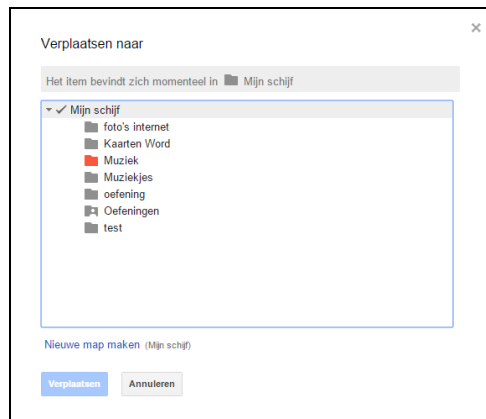 Verplaatsen naar
Het item bevindt zich momenteel in Mijn schijf
Mijn schijf
foto's internet
Kaarten Word
Muziek
Muziekjes
oefening
Oefeningen
test
Nieuwe map maken (Mijn schijf)
Verplaatsen Annuleren